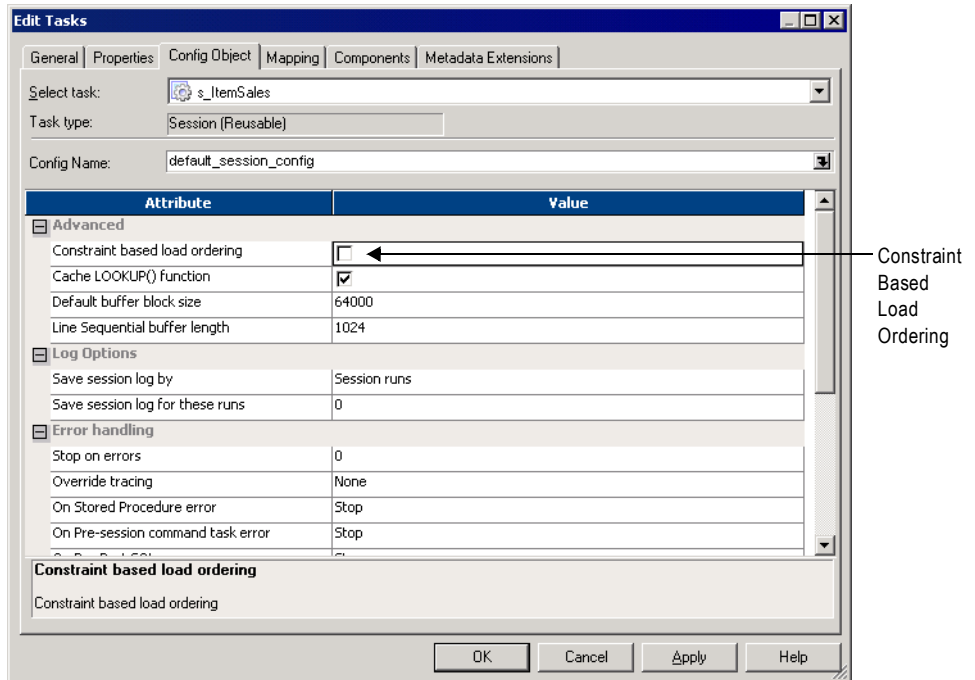 Edit Tasks
General Properties Config Object Mapping Components Metadata Extensions
Select task: s_ItemSales
Task type: Session (Reusable)
Config Name: default_session_config
Attribute Value
Advanced
Constraint based load ordering
Cache LOOKUP() function
Default buffer block size 64000
Line Sequential buffer length 1024
Log Options
Save session log by Session runs
Save session log for these runs 0
Error handling
Stop on errors 0
Override tracing None
On Stored Procedure error Stop
On Pre-session command task error Stop
Constraint based load ordering
Constraint based load ordering
OK Cancel Apply Help
Constraint
Based
Load
Ordering